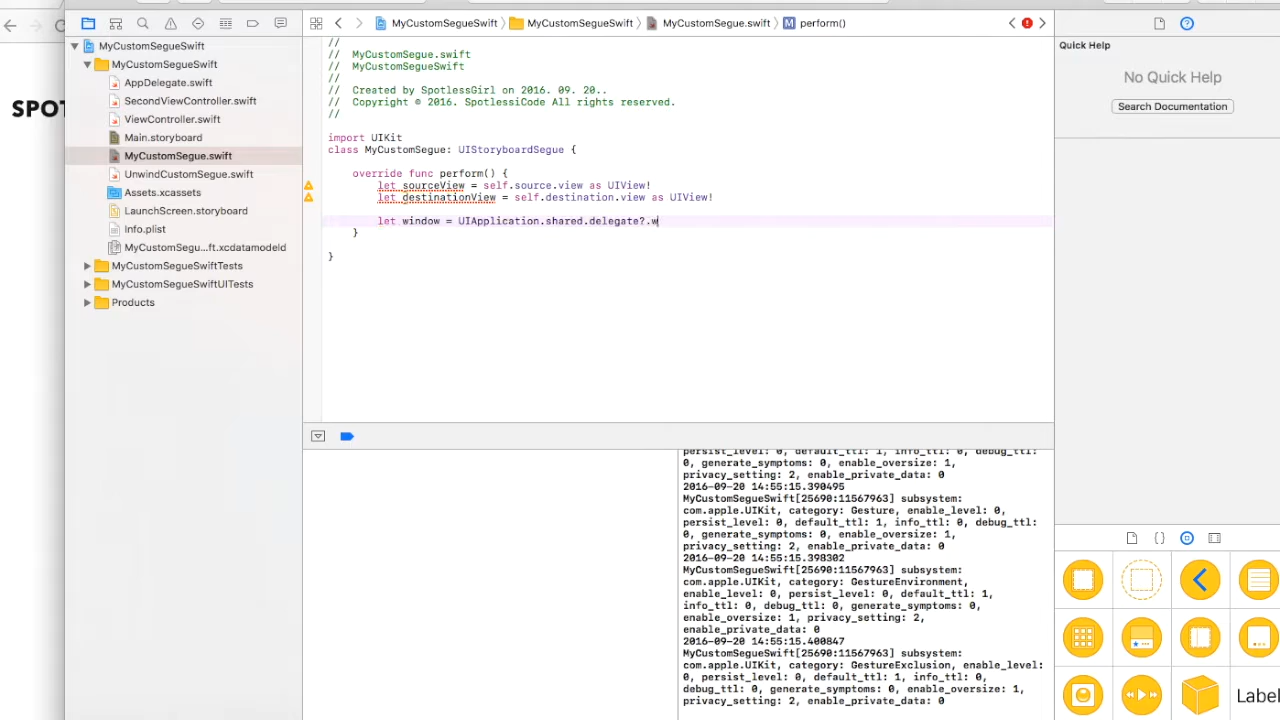 SPOT
MyCustomSegueSwift
MyCustomSegueSwift
AppDelegate.swift
SecondViewController.swift
ViewController.swift
Main.storyboard
MyCustomSegue.swift
UnwindCustomSegue.swift
Assets.xcassets
LaunchScreen.storyboard
Info.plist
MyCustomSegu...ft.xcdatamodeld
MyCustomSegueSwiftTests
MyCustomSegueSwiftUITests
Products
MyCustomSegueSwift
MyCustomSegueSwift
MyCustomSegue.swift
M
perform()
//
// MyCustomSegue.swift
// MyCustomSegueSwift
//
// Created by SpotlessGirl on 2016. 09. 20..
// Copyright © 2016. SpotlessiCode All rights reserved.
//
import UIKit
class MyCustomSegue: UIStoryboardSegue {
override func perform() {
let sourceView = self.source.view as UIView!
let destinationView = self.destination.view as UIView!
let window = UIApplication.shared.delegate?.w
}
}
persist_level: 0, default_ttl: 1, info_ttl: 0, debug_ttl:
0, generate_symptoms: 0, enable_oversize: 1,
privacy_setting: 2, enable_private_data: 0
2016-09-20 14:55:15.390495
MyCustomSegueSwift[25690:11567963] subsystem:
com.apple.UIKit, category: Gesture, enable_level: 0,
persist_level: 0, default_ttl: 1, info_ttl: 0, debug_ttl:
0, generate_symptoms: 0, enable_oversize: 1,
privacy_setting: 2, enable_private_data: 0
2016-09-20 14:55:15.398302
MyCustomSegueSwift[25690:11567963] subsystem:
com.apple.UIKit, category: GestureEnvironment,
enable_level: 0, persist_level: 0, default_ttl: 1,
info_ttl: 0, debug_ttl: 0, generate_symptoms: 0,
enable_oversize: 1, privacy_setting: 2,
enable_private_data: 0
2016-09-20 14:55:15.400847
MyCustomSegueSwift[25690:11567963] subsystem:
com.apple.UIKit, category: GestureExclusion, enable_level:
0, persist_level: 0, default_ttl: 1, info_ttl: 0,
debug_ttl: 0, generate_symptoms: 0, enable_oversize: 1,
privacy_setting: 2, enable_private_data: 0
Quick Help
No Quick Help
Search Documentation
{ }
Label